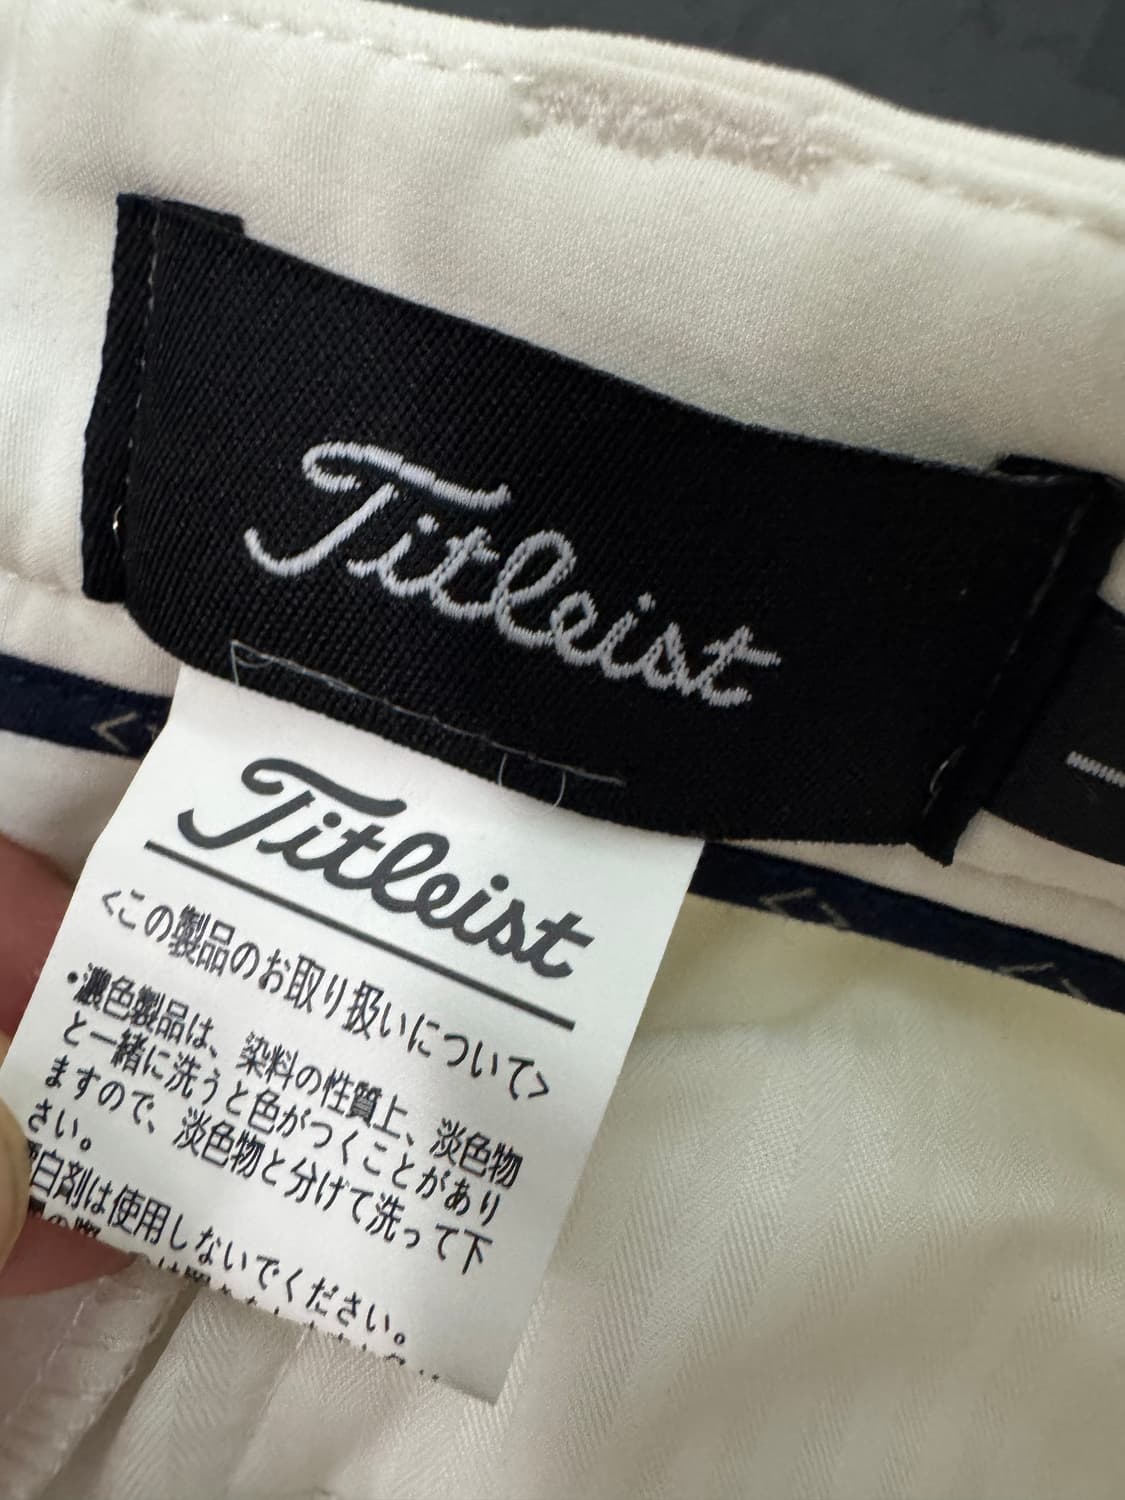 Titleist
Titleist
<この製品のお取り扱いについて>
・濃色製品は、染料の性質上、淡色物
と一緒に洗うと色がつくことがあり
ますので、淡色物と分けて洗って下
さい。
白剤は使用しないでください。